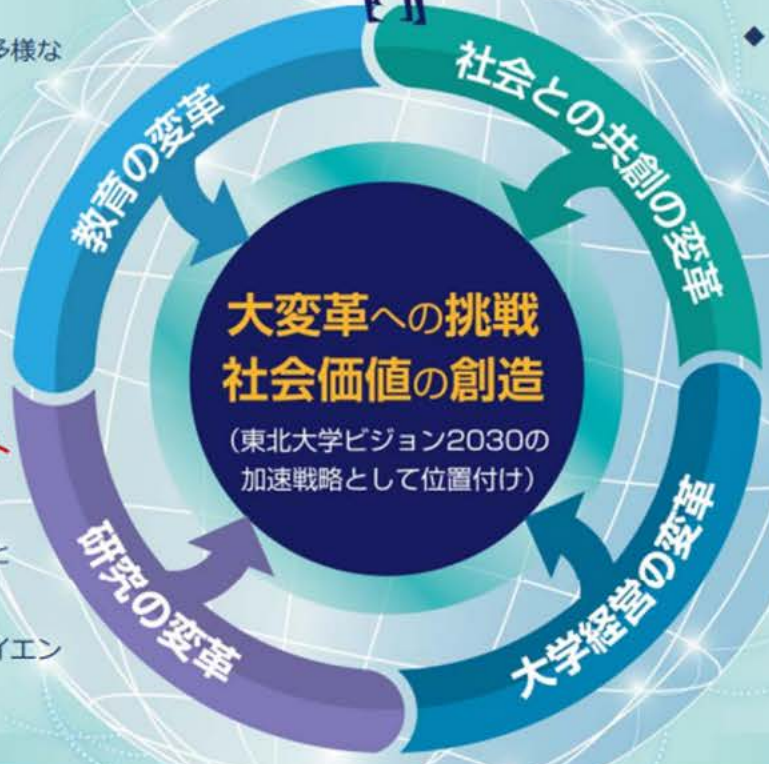 多様な
教育の変革
社会との共創の変革
大変革への挑戦
社会価値の創造
（東北大学ビジョン2030の
加速戦略として位置付け）
研究の変革
大学経営の変革
と
イエン